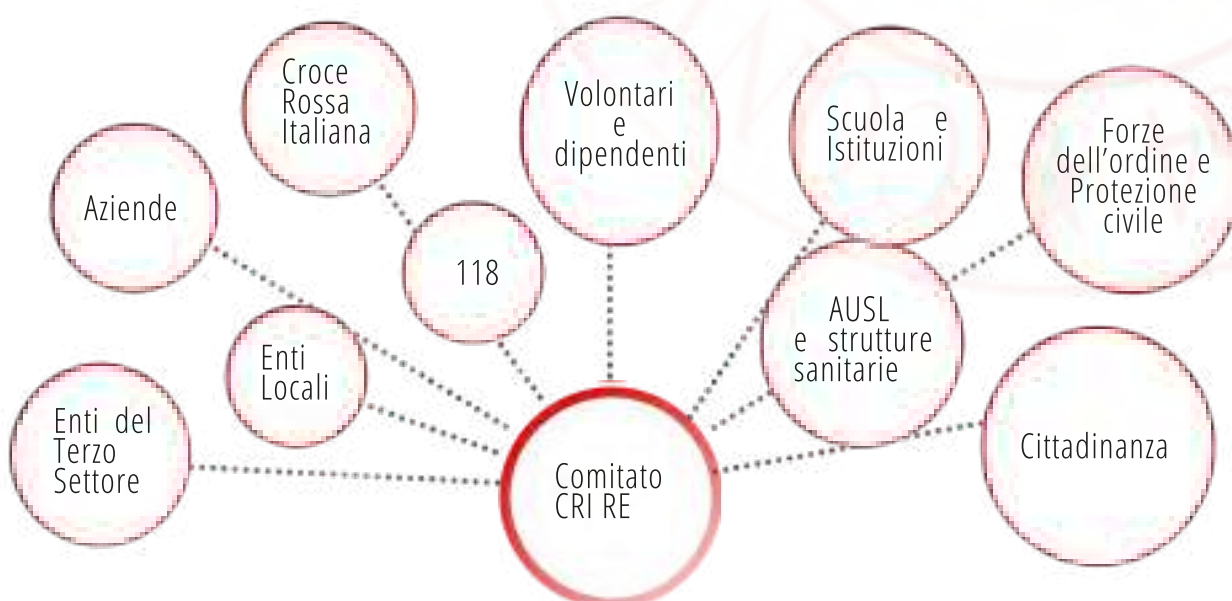 Croce
Rossa
Italiana
Volontari
e
dipendenti
Scuola e
Istituzioni
Forze
dell'ordine e
Protezione
civile
Aziende
118
AUSL
e strutture
sanitarie
Enti
Locali
Enti del
Terzo
Settore
Comitato
CRI RE
Cittadinanza